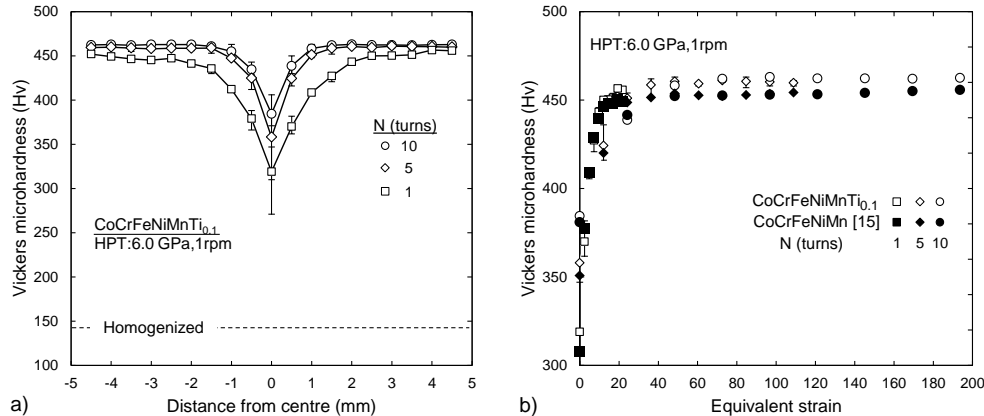 Vickers microhardness (Hv)
500
450
400
350
300
250
200
150
100
N (turns)
10
5
1
CoCrFeNiMnTi0.1
HPT:6.0 GPa,1rpm
Homogenized
-5 -4 -3 -2 -1 0 1 2 3 4 5
a) Distance from centre (mm)
Vickers microhardness (Hv)
500
450
400
350
300
HPT:6.0 GPa,1rpm
CoCrFeNiMnTi0.1
CoCrFeNiMn [15]
N (turns) 1 5 10
0 20 40 60 80 100 120 140 160 180 200
b) Equivalent strain